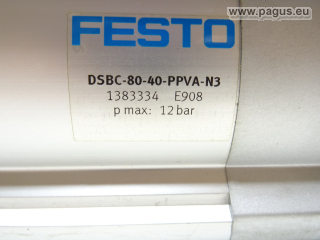 © www.pagus.eu
FESTO
DSBC-80-40-PPVA-N3
1383334 E908
p max: 12 bar